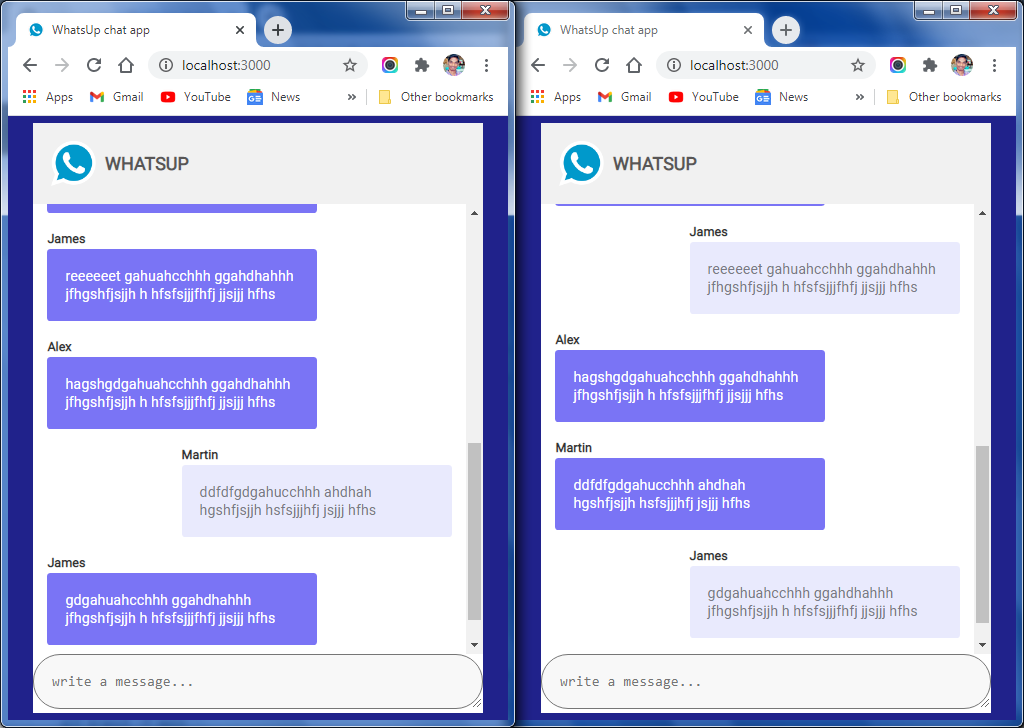 WhatsUp chat app
localhost:3000
Apps Gmail YouTube News » Other bookmarks
WHATSUP
James
reeeeeet gahuahcchhh ggahdhahhh
jfhgshfjsjjh h hfsfsjjjfhfj jjsjjj hfhs
Alex
hagshgdgahuahcchhh ggahdhahhh
jfhgshfjsjjh h hfsfsjjjfhfj jjsjjj hfhs
Martin
ddfdfgdgahucchhh ahdhah
hgshfjsjjh hsfsjjjhfj jsjjj hfhs
James
gdgahuahcchhh ggahdhahhh
jfhgshfjsjjh h hfsfsjjjfhfj jjsjjj hfhs
write a message...
WhatsUp chat app
localhost:3000
Apps Gmail YouTube News » Other bookmarks
WHATSUP
James
reeeeeet gahuahcchhh ggahdhahhh
jfhgshfjsjjh h hfsfsjjjfhfj jjsjjj hfhs
Alex
hagshgdgahuahcchhh ggahdhahhh
jfhgshfjsjjh h hfsfsjjjfhfj jjsjjj hfhs
Martin
ddfdfgdgahucchhh ahdhah
hgshfjsjjh hsfsjjjhfj jsjjj hfhs
James
gdgahuahcchhh ggahdhahhh
jfhgshfjsjjh h hfsfsjjjfhfj jjsjjj hfhs
write a message...